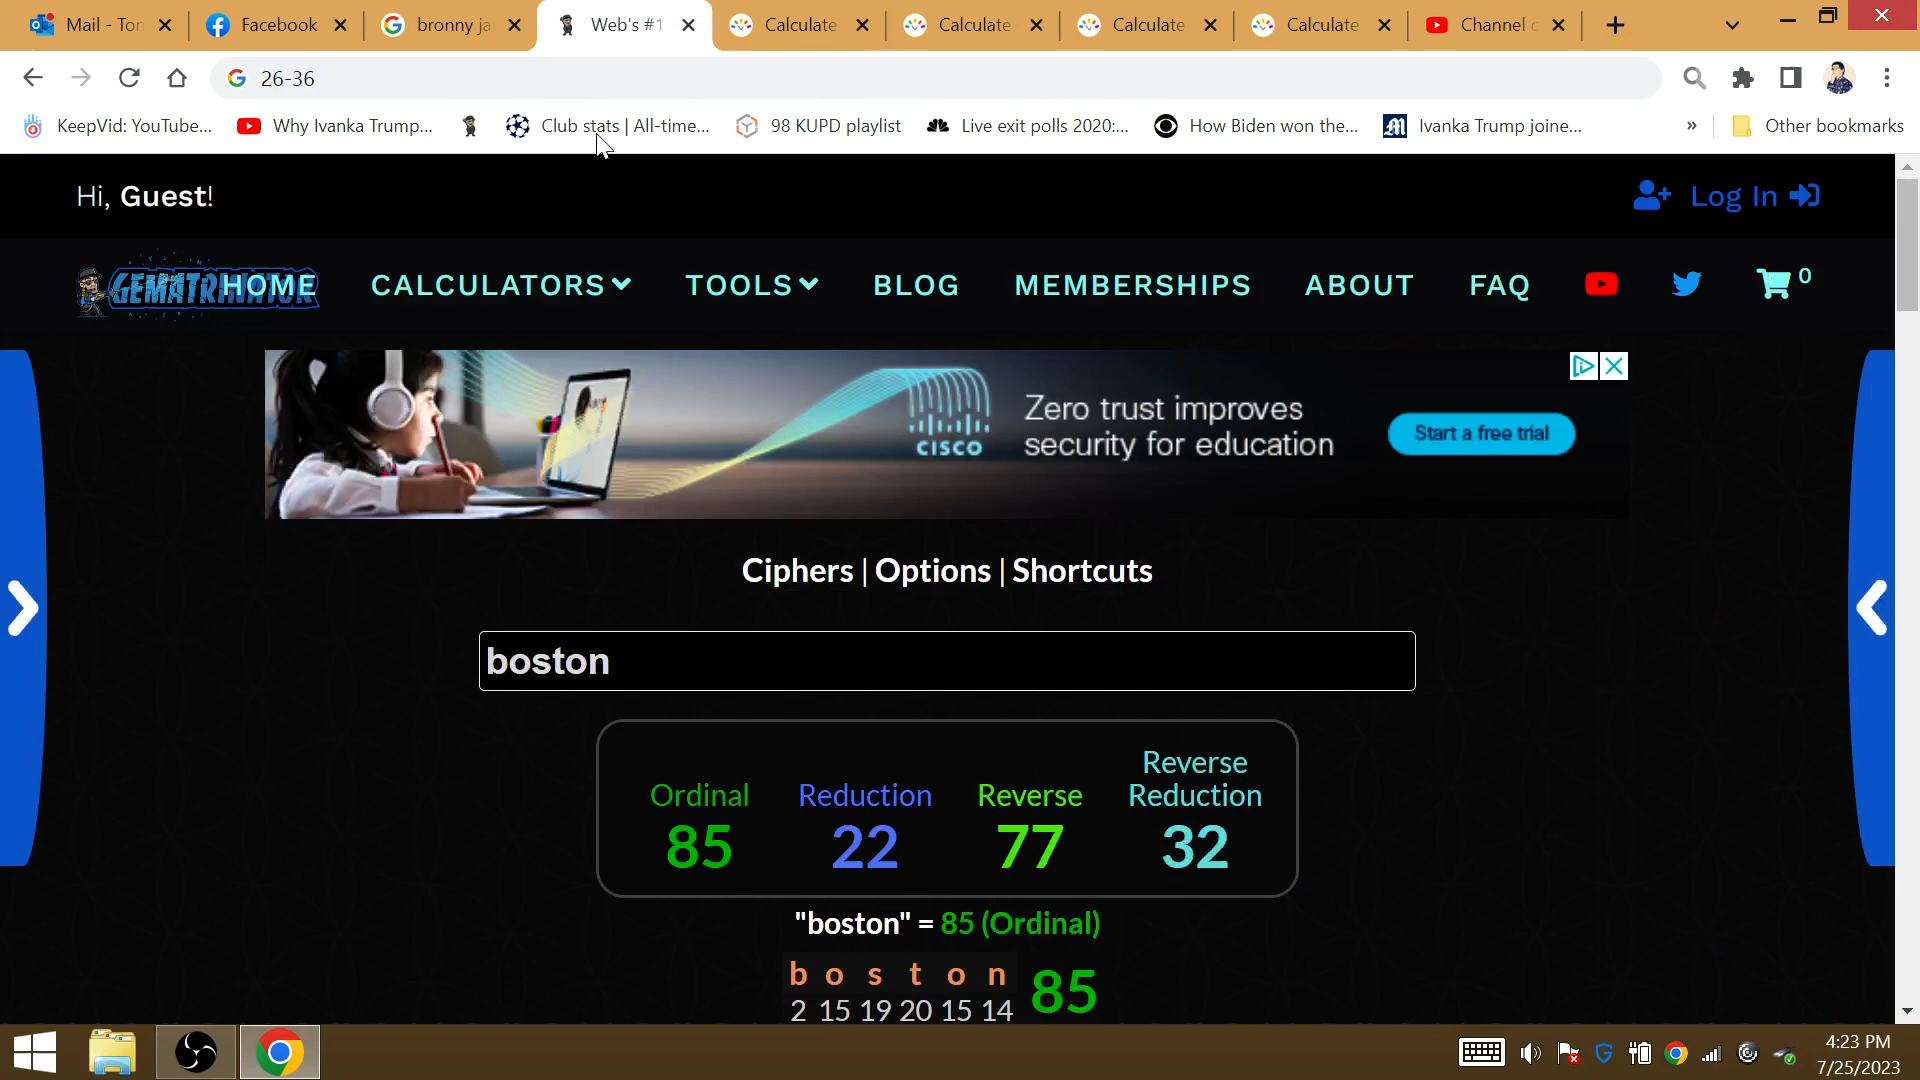 Mail - Ton
Facebook
bronny ja
Web's #1
Calculate
Calculate
Calculate
Calculate
Channel c
26-36
KeepVid: YouTube...
Why Ivanka Trump...
Club stats | All-time...
98 KUPD playlist
Live exit polls 2020:...
How Biden won the...
Ivanka Trump joine...
»
Other bookmarks
Hi, Guest!
Log In
GEMATRINATOR
HOME
CALCULATORS
TOOLS
BLOG
MEMBERSHIPS
ABOUT
FAQ
0
CISCO
Zero trust improves
security for education
Start a free trial
Ciphers | Options | Shortcuts
boston
Ordinal
85
Reduction
22
Reverse
77
Reverse
Reduction
32
"boston" = 85 (Ordinal)
b o s t o n
2 15 19 20 15 14
85
4:23 PM
7/25/2023